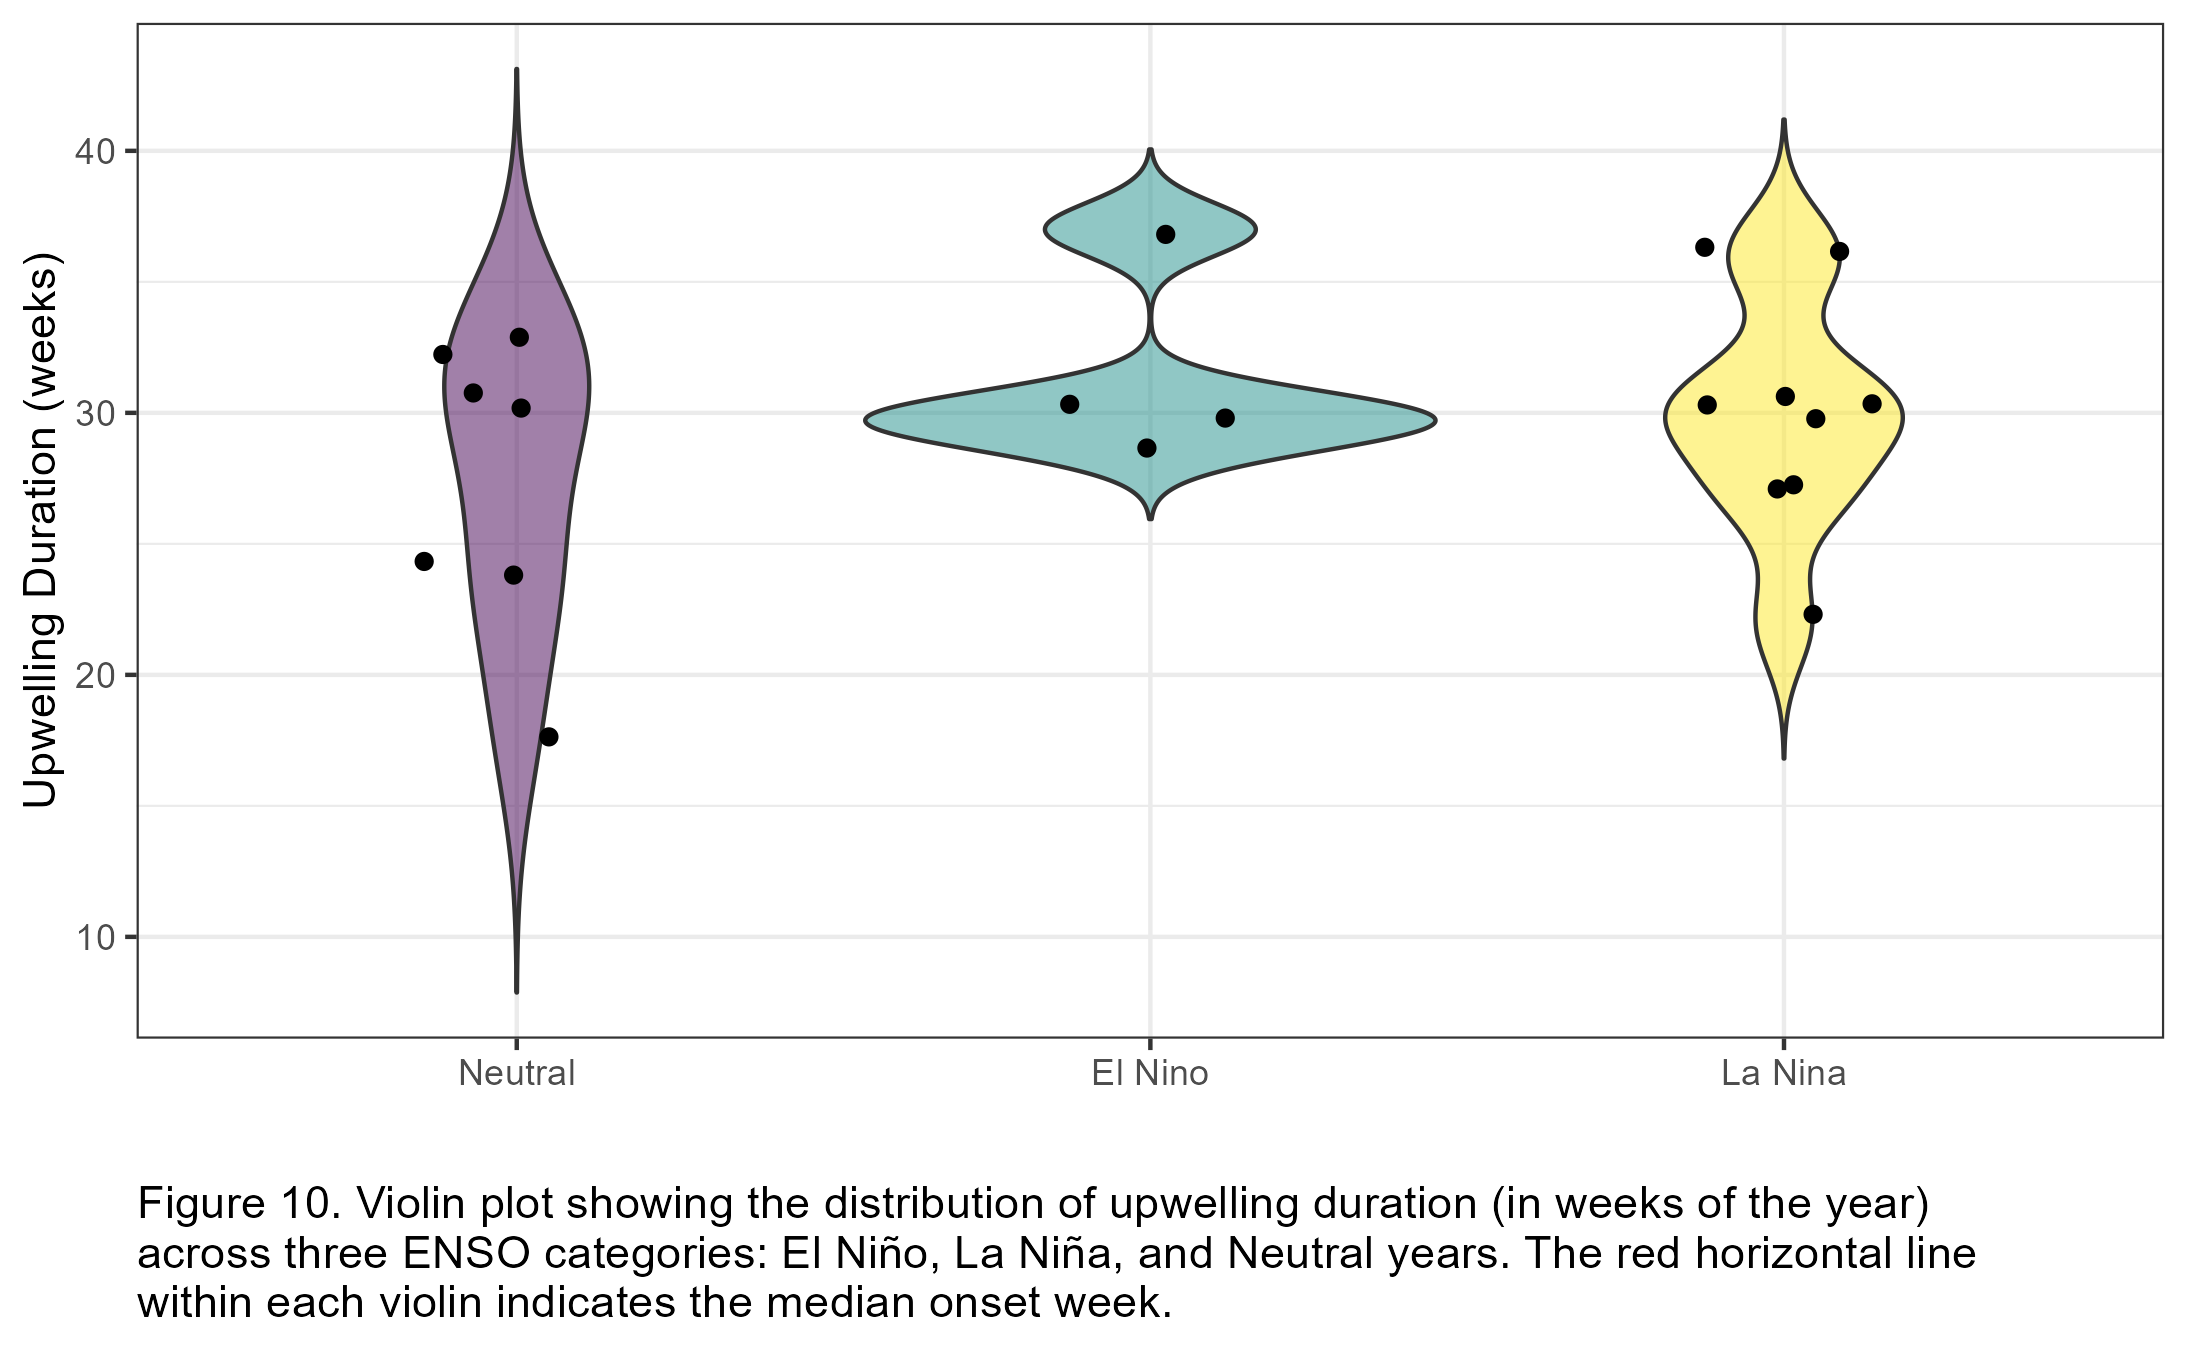 Upwelling Duration (weeks)
40
30
20
10
Neutral El Nino La Nina
Figure 10. Violin plot showing the distribution of upwelling duration (in weeks of the year)
across three ENSO categories: El Niño, La Niña, and Neutral years. The red horizontal line
within each violin indicates the median onset week.